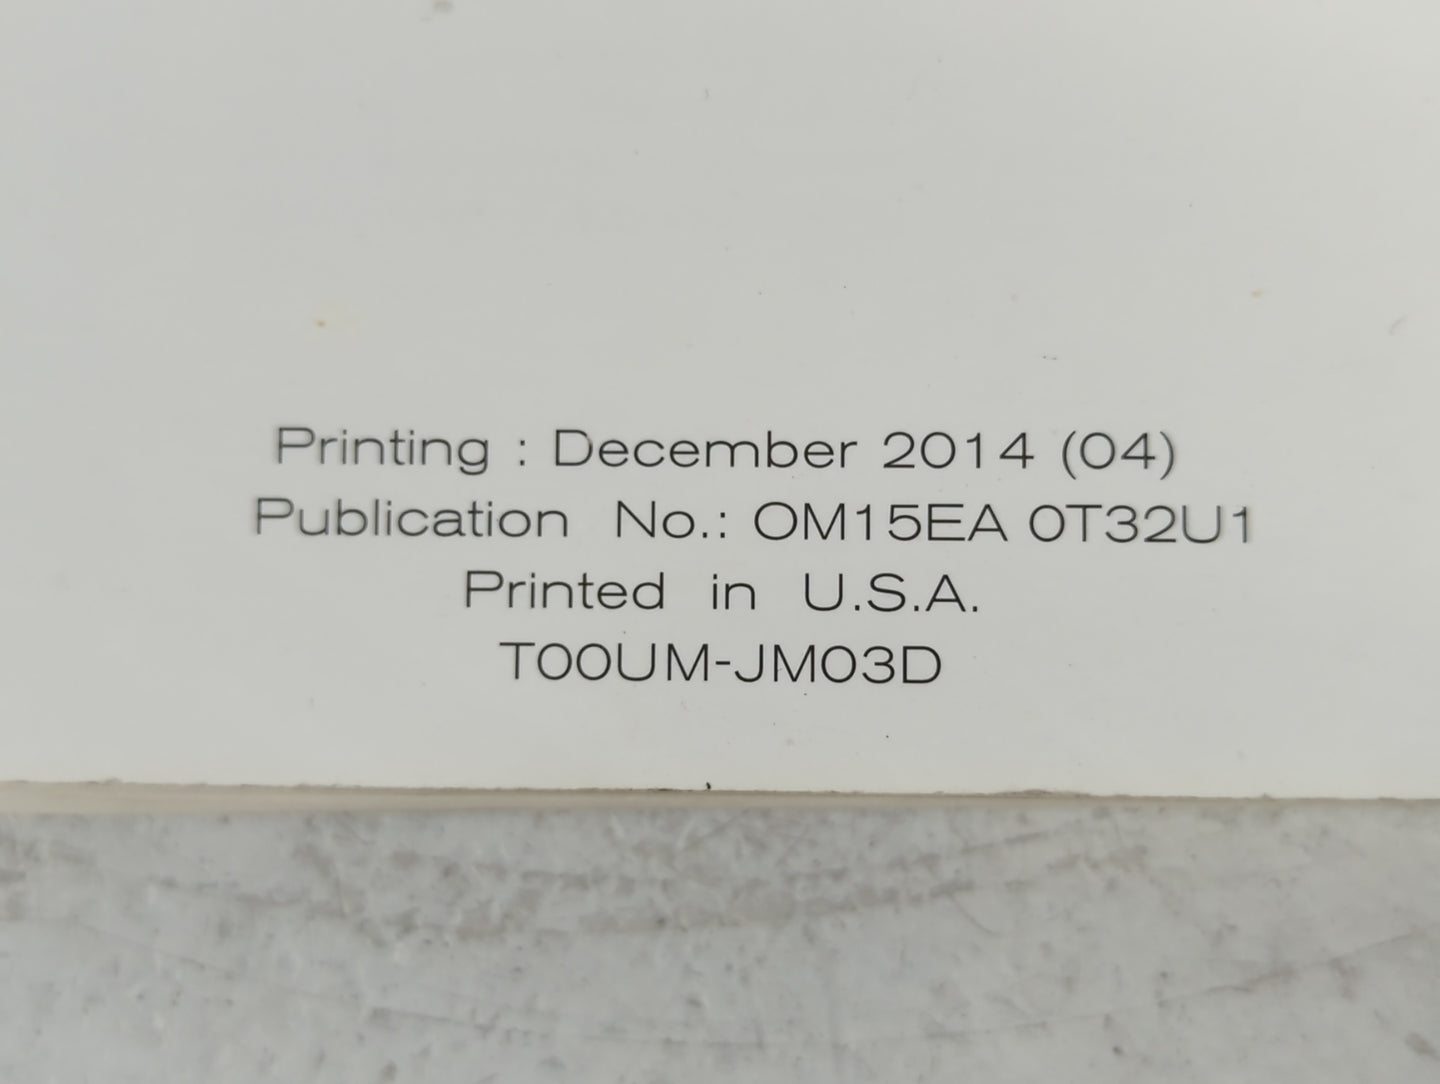 Printing : December 2014 (04)
Publication No.: OM15EA 0T32U1
Printed in U.S.A.
T00UM-JM03D